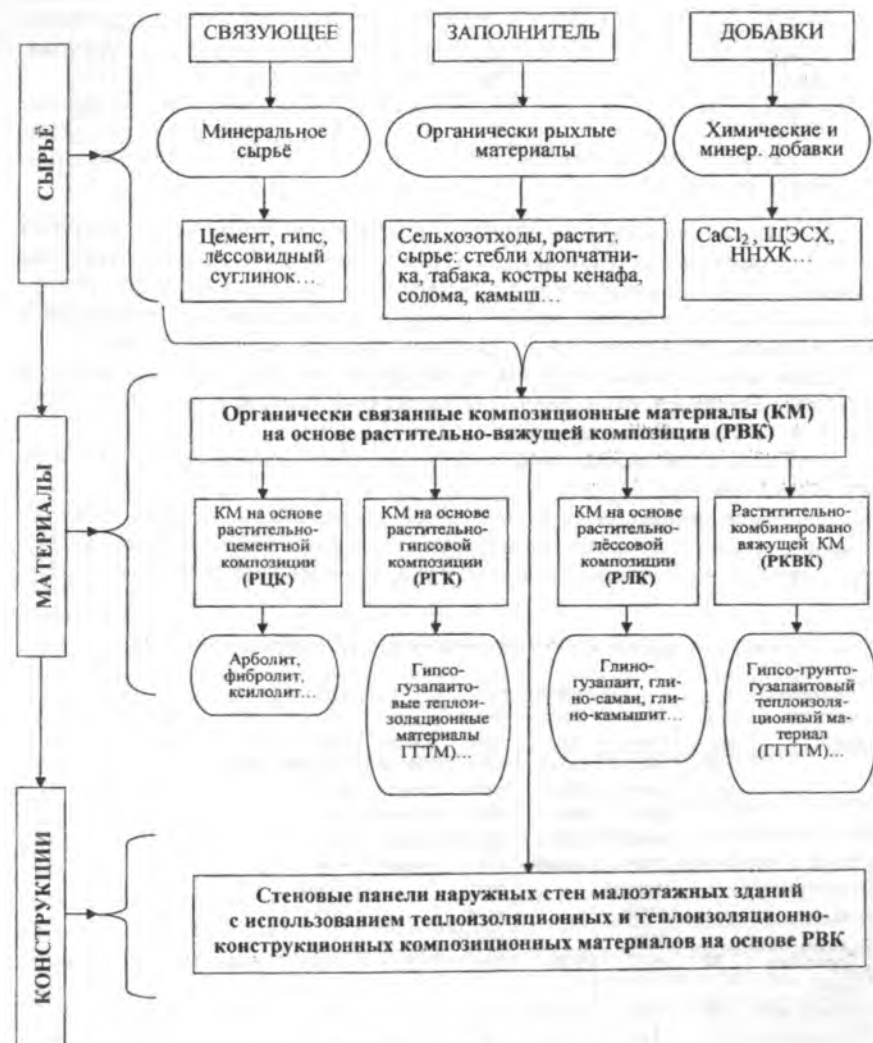 СЫРЬЁ
СВЯЗУЮЩЕЕ
ЗАПОЛНИТЕЛЬ
ДОБАВКИ
Минеральное
сырьё
Органически рыхлые
материалы
Химические и
минер. добавки
Цемент, гипс,
лёссовидный
суглинок...
Сельхозотходы, растит,
сырье: стебли хлопчатни-
ка, табака, костры кенафа,
солома, камыш...
CaCl₂, ЩЭСХ,
ННХК...
МАТЕРИАЛЫ
Органически связанные композиционные материалы (КМ)
на основе растительно-вяжущей композиции (РВК)
КМ на основе
растительно-
цементной
композиции
(РЦК)
КМ на основе
растительно-
гипсовой
композиции
(РГК)
КМ на основе
растительно-
лёссовой
композиции
(РЛК)
Растититељно-
комбинировано
вяжущей КМ
(РКВК)
Арболит,
фибролит,
ксилолит...
Гипсо-
гузапаито-
вые теплои-
золяционные
материалы
ГГТМ)...
Глино-
гузапаит, гли-
но-саман, гли-
но-камышит...
Гипсо-грунто-
гузапаитовый
теплоизоля-
ционный ма-
териал
(ГГГТМ)...
КОНСТРУКЦИИ
Стеновые панели наружных стен малоэтажных зданий
с использованием теплоизоляционных и теплоизоляционно-
конструкционных композиционных материалов на основе РВК